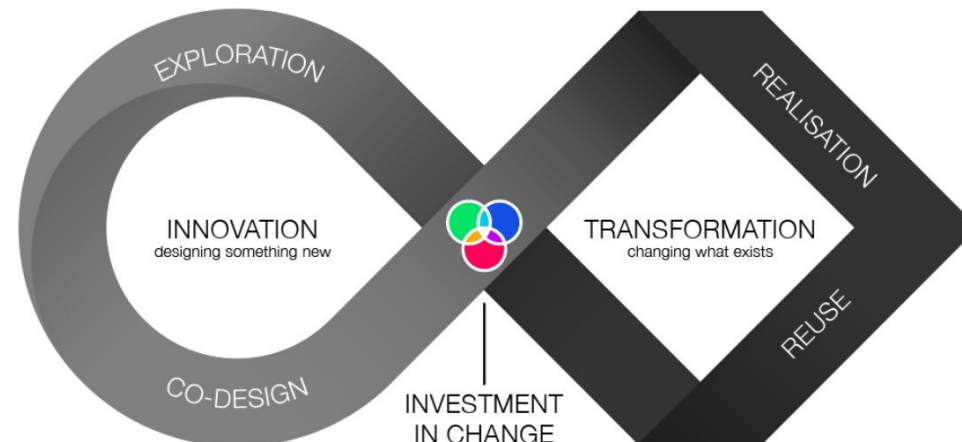 EXPLORATION
REALISATION
INNOVATION
designing something new
TRANSFORMATION
changing what exists
REUSE
CO-DESIGN
INVESTMENT
IN CHANGE